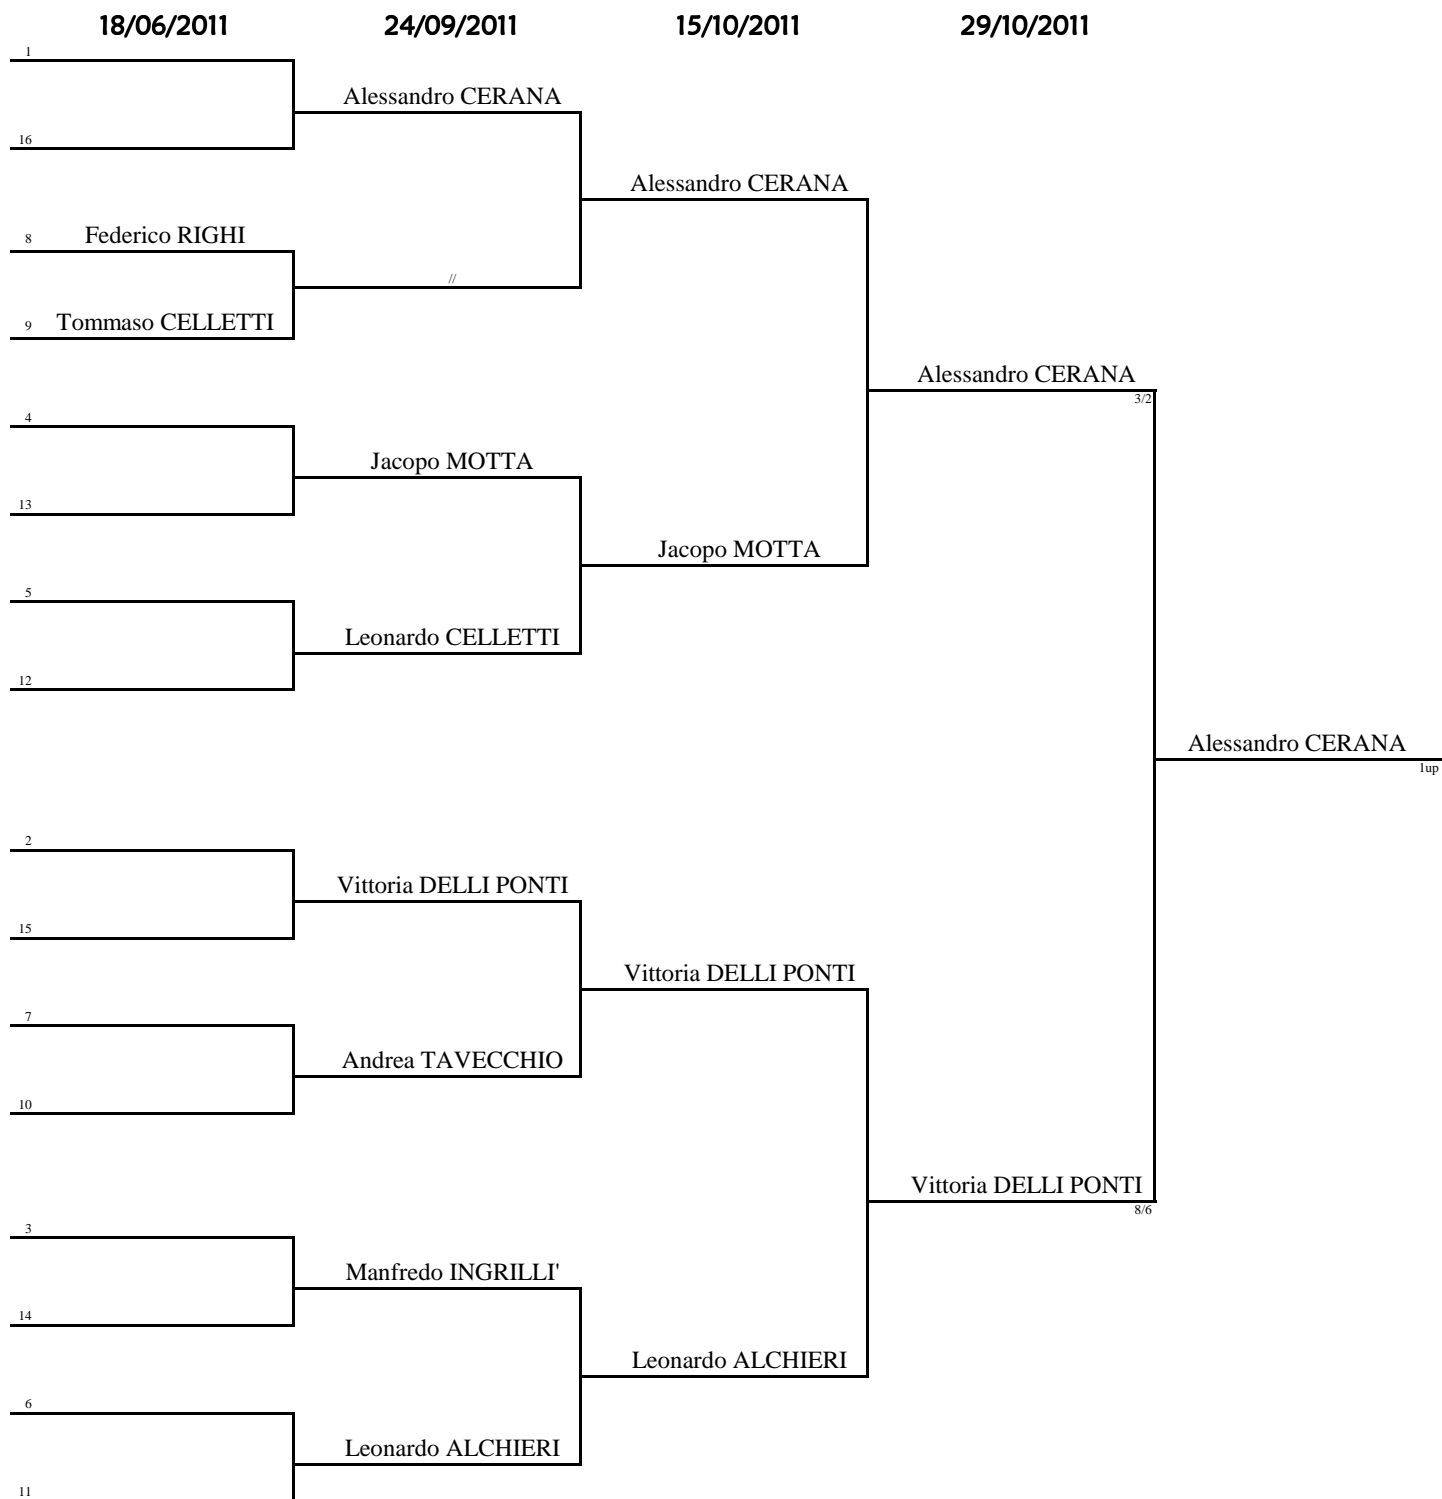 18/06/2011 24/09/2011 15/10/2011 29/10/2011
1
Alessandro CERANA
16
Alessandro CERANA
8 Federico RIGHI
//
9 Tommaso CELLETTI
Alessandro CERANA
3/2
4
Jacopo MOTTA
13
Jacopo MOTTA
5
Leonardo CELLETTI
12
Alessandro CERANA
1up
2
Vittoria DELLI PONTI
15
Vittoria DELLI PONTI
7
Andrea TAVECCHIO
10
Vittoria DELLI PONTI
8/6
3
Manfredo INGRILLI'
14
Leonardo ALCHIERI
6
Leonardo ALCHIERI
11